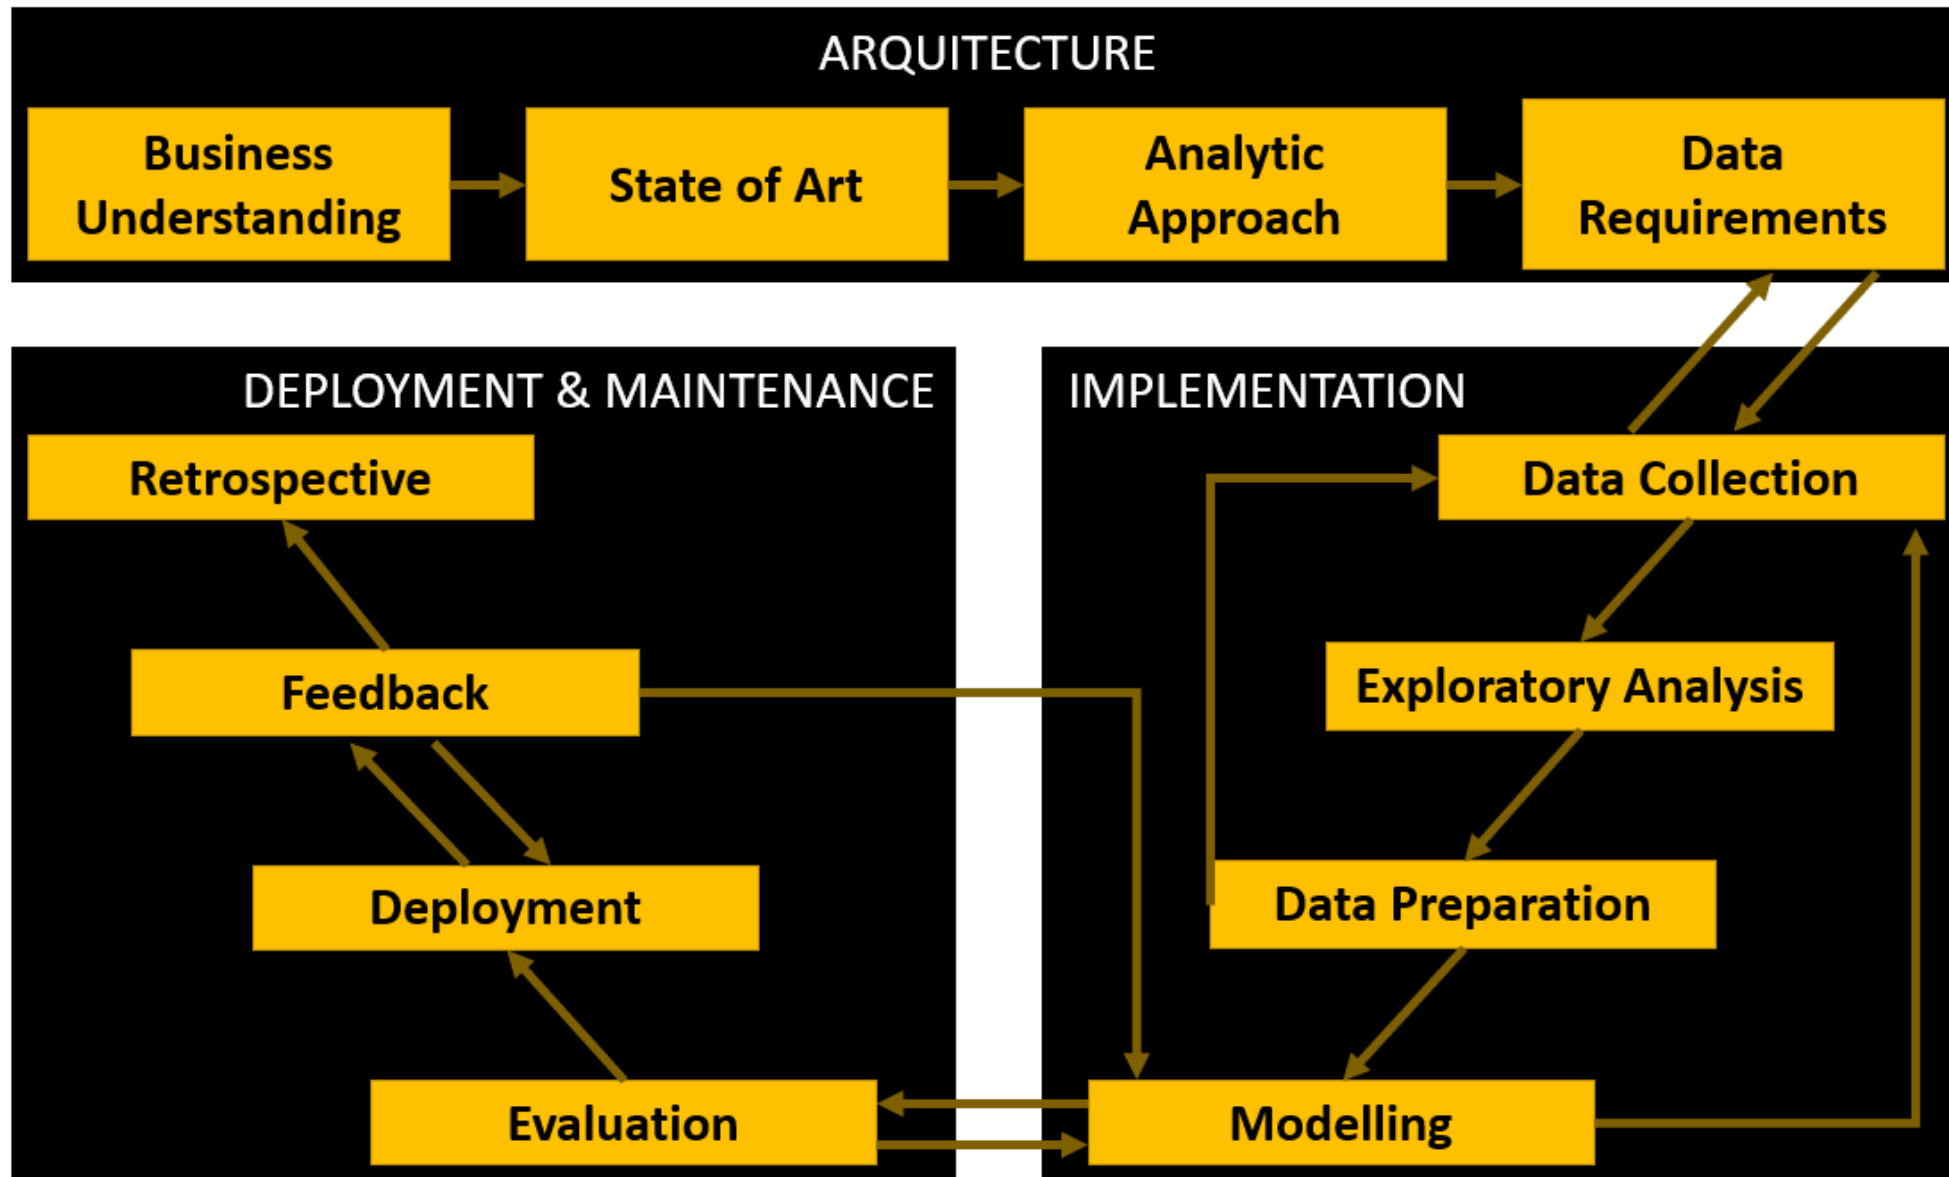 ARQUITECTURE
Business
Understanding
State of Art
Analytic
Approach
Data
Requirements
DEPLOYMENT & MAINTENANCE
Retrospective
Feedback
Deployment
Evaluation
IMPLEMENTATION
Data Collection
Exploratory Analysis
Data Preparation
Modelling